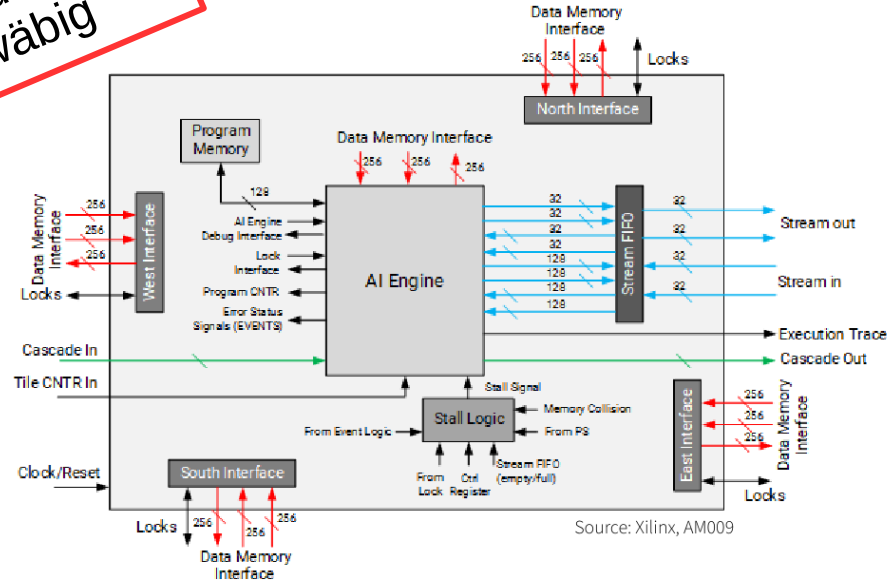 wäbig
Data Memory
Interface
256
256
256
Locks
North Interface
Program
Memory
128
Data Memory Interface
256
256
256
Data Memory
Interface
256
256
256
Locks
West Interface
AI Engine
Debug Interface
Lock
Interface
Program CNTR
Error Status
Signals (EVENTS)
AI Engine
32
32
32
32
128
128
128
128
Stream FIFO
32
32
32
32
Stream out
Stream in
Execution Trace
Cascade In
Cascade Out
Tile CNTR In
Stall Signal
Stall Logic
Memory Collision
From PS
From Event Logic
From
Lock
Ctrl
Register
Stream FIFO
(empty/full)
East Interface
256
256
256
Data Memory
Interface
Locks
Clock/Reset
South Interface
Locks
256
256
256
Data Memory
Interface
Source: Xilinx, AM009